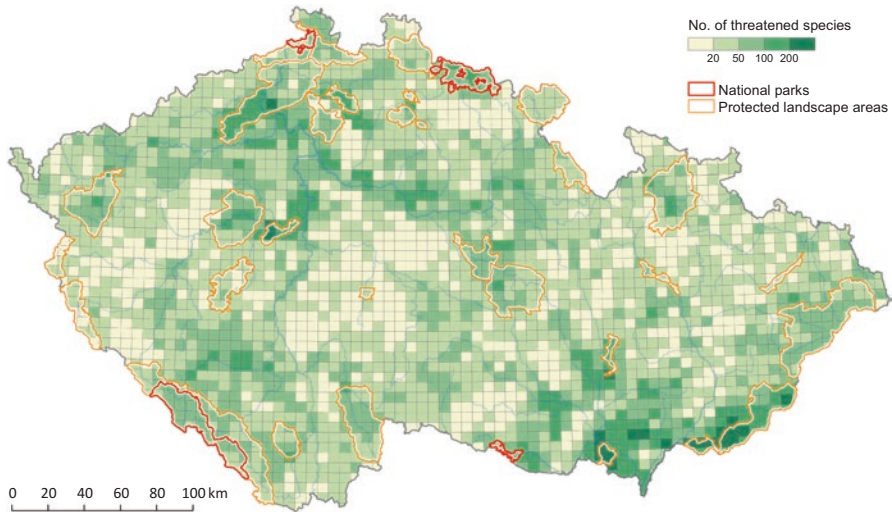 No. of threatened species
20 50 100 200
National parks
Protected landscape areas
0 20 40 60 80 100 km